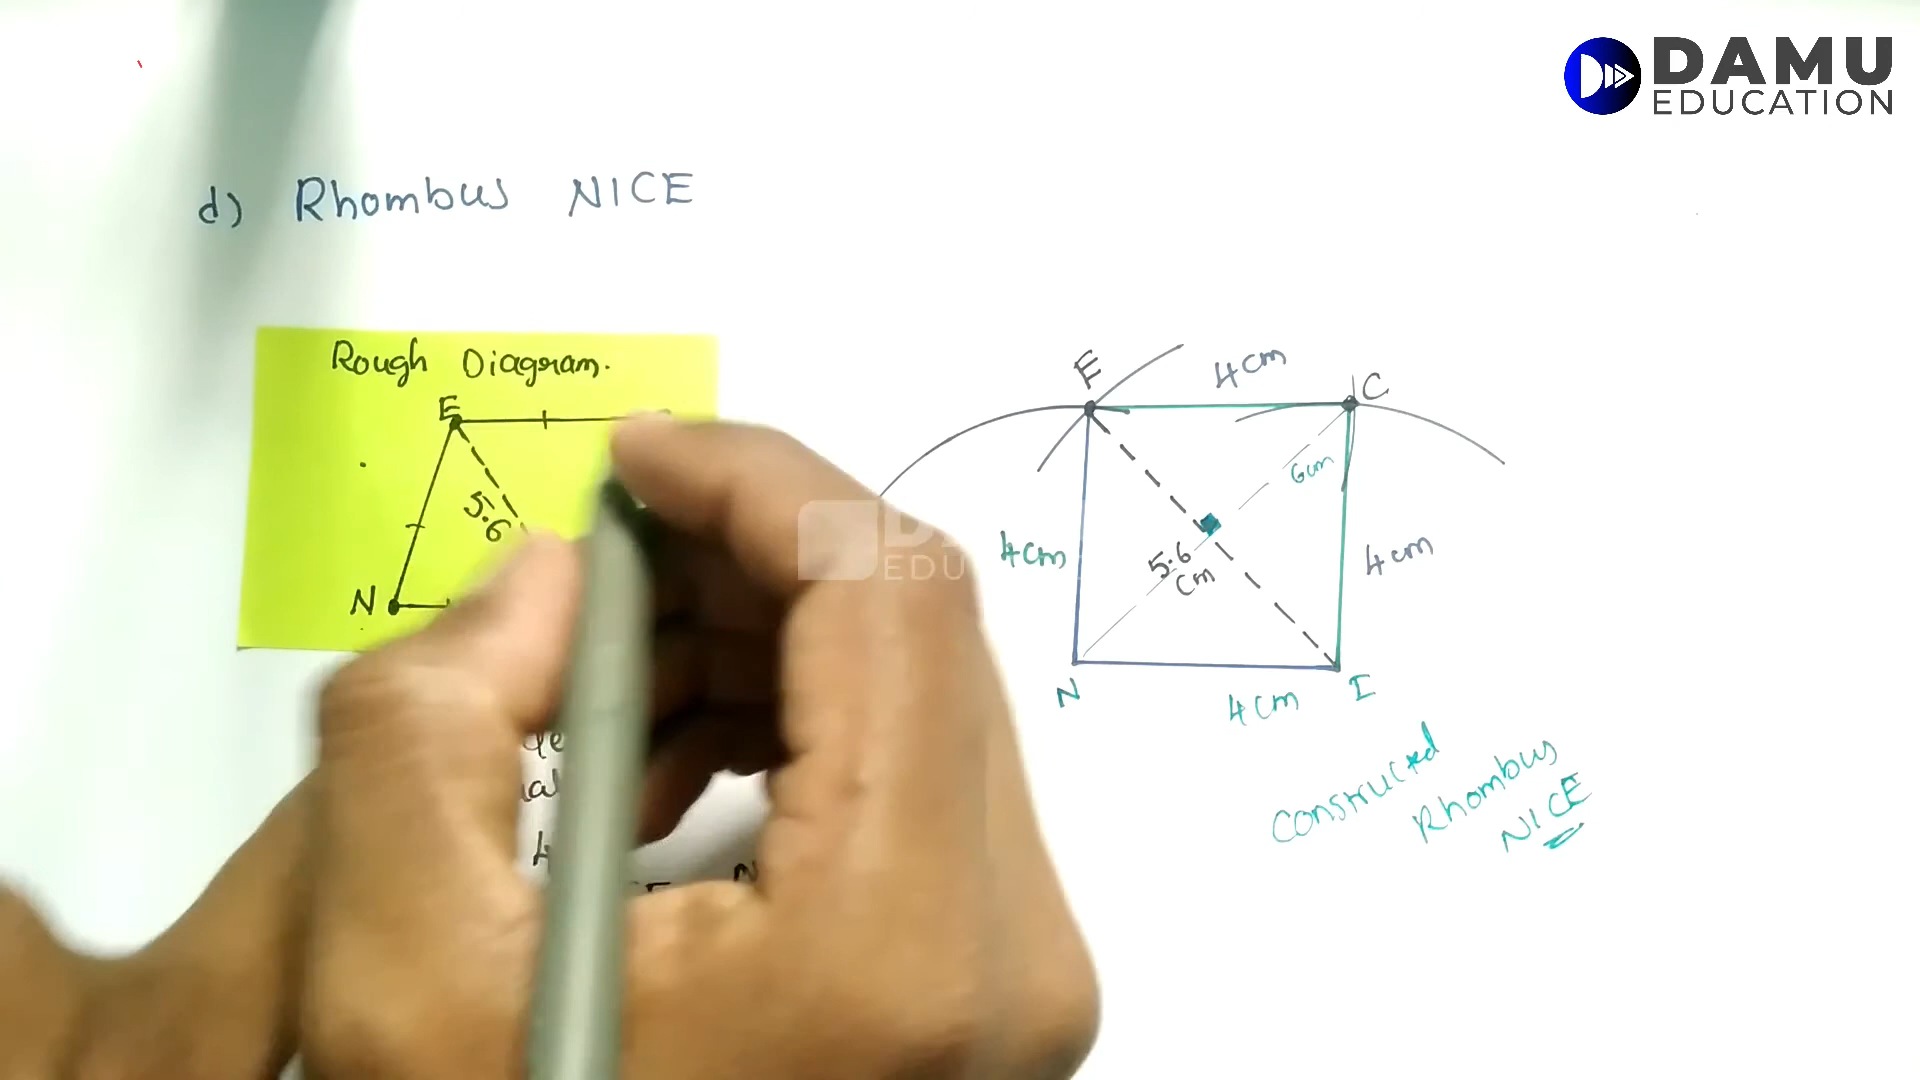 DAMU
EDUCATION
d) Rhombus NICE
Rough Diagram.
E
5.6
N
E
4cm
C
6cm
4cm
5.6
cm
4cm
N
4cm
I
Constructed
Rhombus
NICE